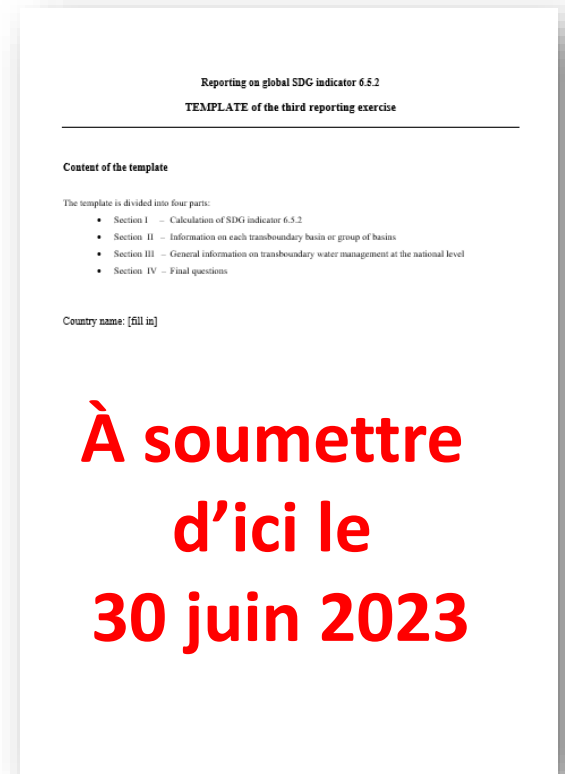 Reporting on global SDG indicator 6.5.2
TEMPLATE of the third reporting exercise
Content of the template
The template is divided into four parts:
• Section I – Calculation of SDG indicator 6.5.2
• Section II – Information on each transboundary basin or group of basins
• Section III – General information on transboundary water management at the national level
• Section IV – Final questions
Country name: [fill in]
À soumettre
d’ici le
30 juin 2023